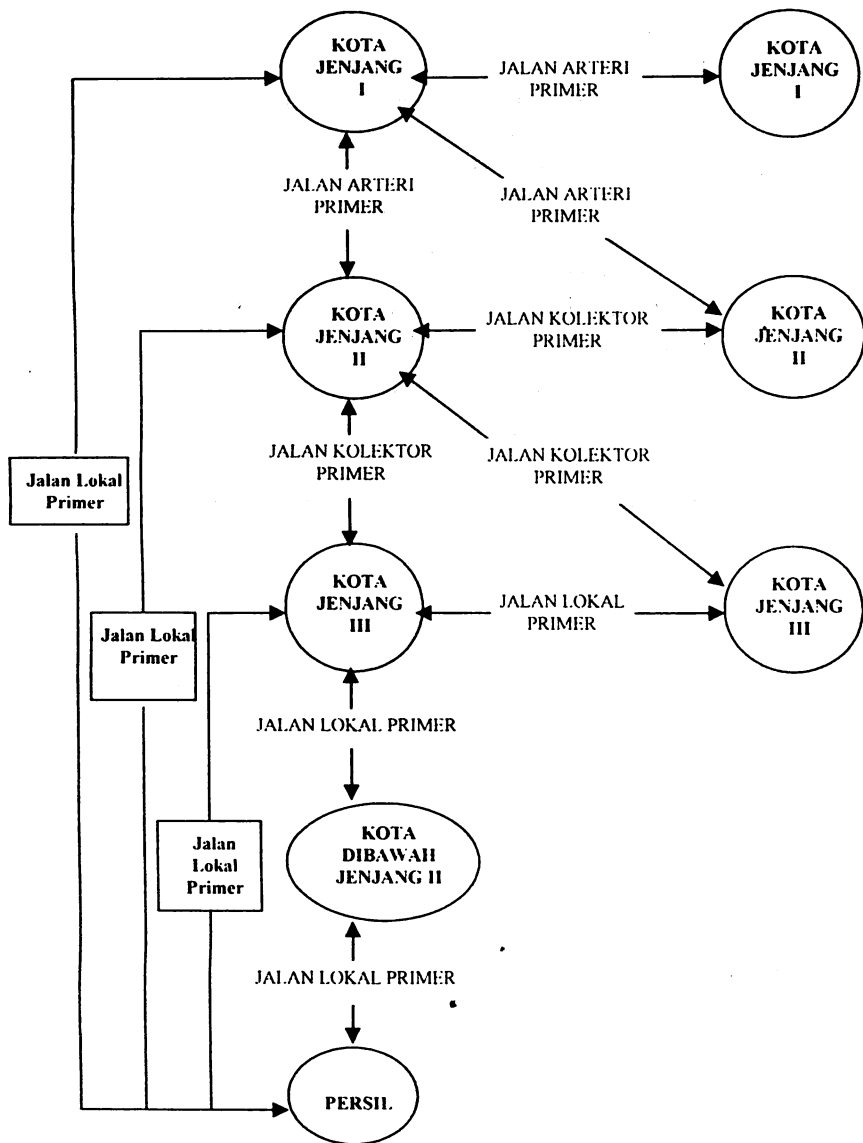 KOTA
JENJANG
I
JALAN ARTERI
PRIMER
KOTA
JENJANG
I
JALAN ARTERI
PRIMER
JALAN ARTERI
PRIMER
KOTA
JENJANG
II
JALAN KOLEKTOR
PRIMER
KOTA
JENJANG
II
JALAN KOLEKTOR
PRIMER
JALAN KOLEKTOR
PRIMER
Jalan Lokal
Primer
KOTA
JENJANG
III
JALAN LOKAL
PRIMER
KOTA
JENJANG
III
Jalan Lokal
Primer
JALAN LOKAL PRIMER
Jalan
Lokal
Primer
KOTA
DIBAWAH
JENJANG II
JALAN LOKAL PRIMER
PERSIL